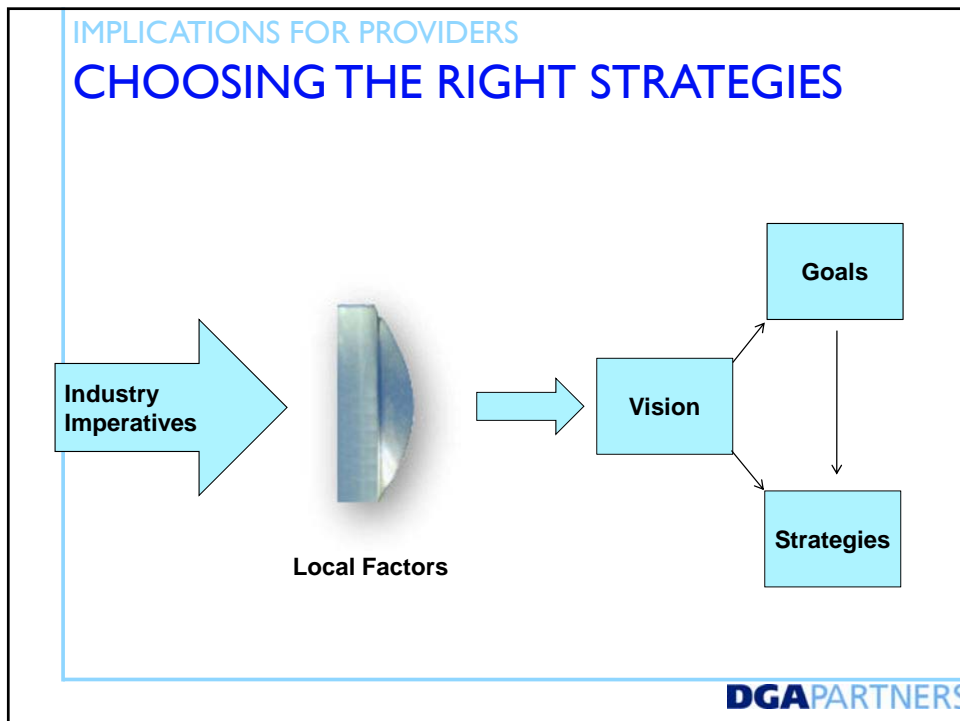 IMPLICATIONS FOR PROVIDERS
CHOOSING THE RIGHT STRATEGIES
Goals
Industry
Imperatives
Vision
Strategies
Local Factors
DGAPARTNERS